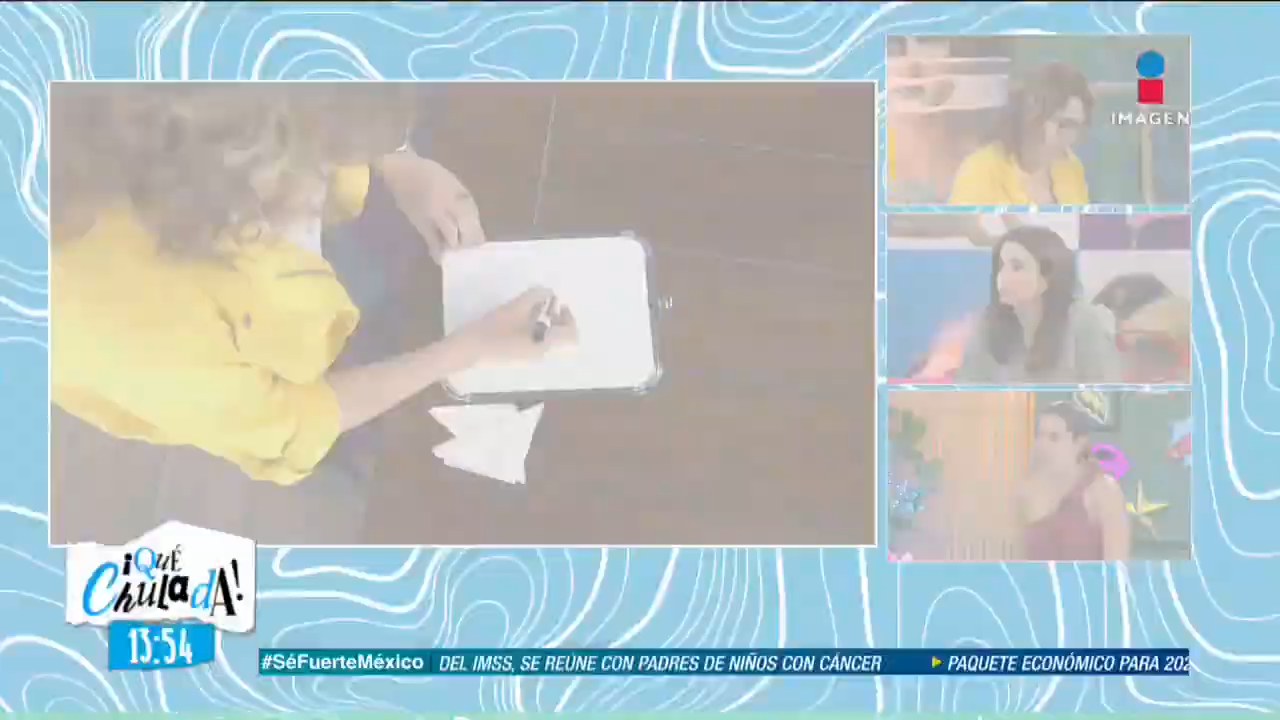 IMAGEN
¡QUÉ
ChuladA!
13:54
#SéFuerteMéxico
DEL IMSS, SE REÚNE CON PADRES DE NIÑOS CON CÁNCER
PAQUETE ECONÓMICO PARA 202